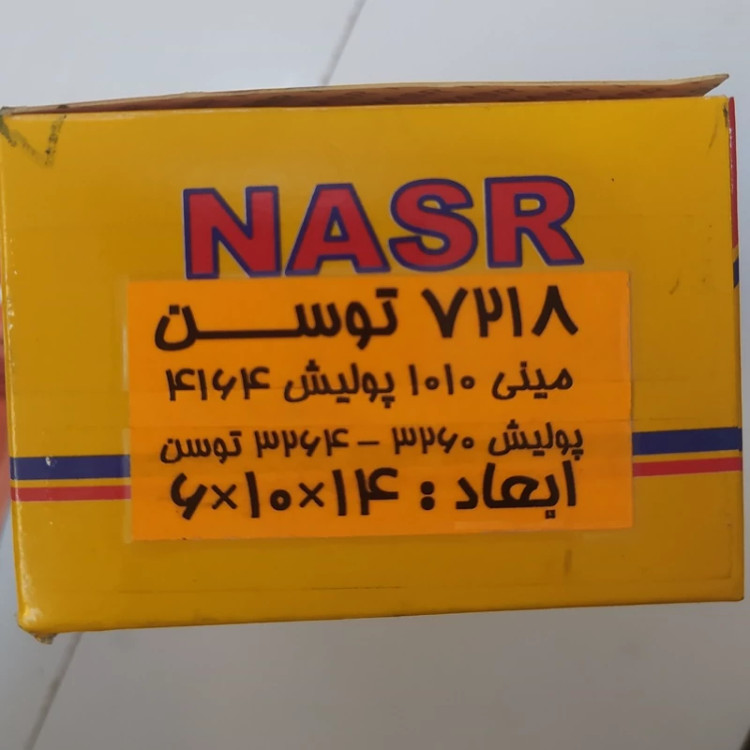 NASR
۷۲۱۸ توسن
مینی ۱۰۱۰ پولیش ۴۱۶۴
پولیش ۳۲۶۰ - ۳۲۶۴ توسن
ابعاد : ۱۴×۱۰×۶